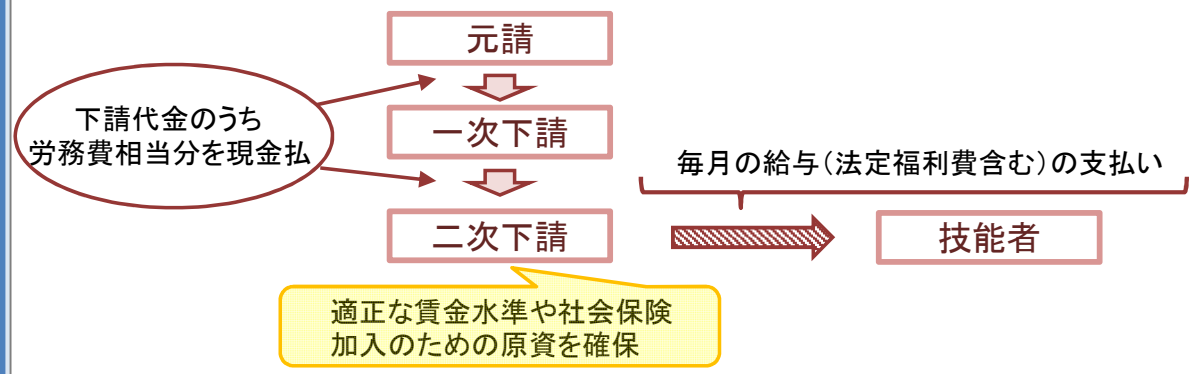 元請
下請代金のうち
労務費相当分を現金払
一次下請
毎月の給与(法定福利費含む)の支払い
二次下請
技能者
適正な賃金水準や社会保険
加入のための原資を確保